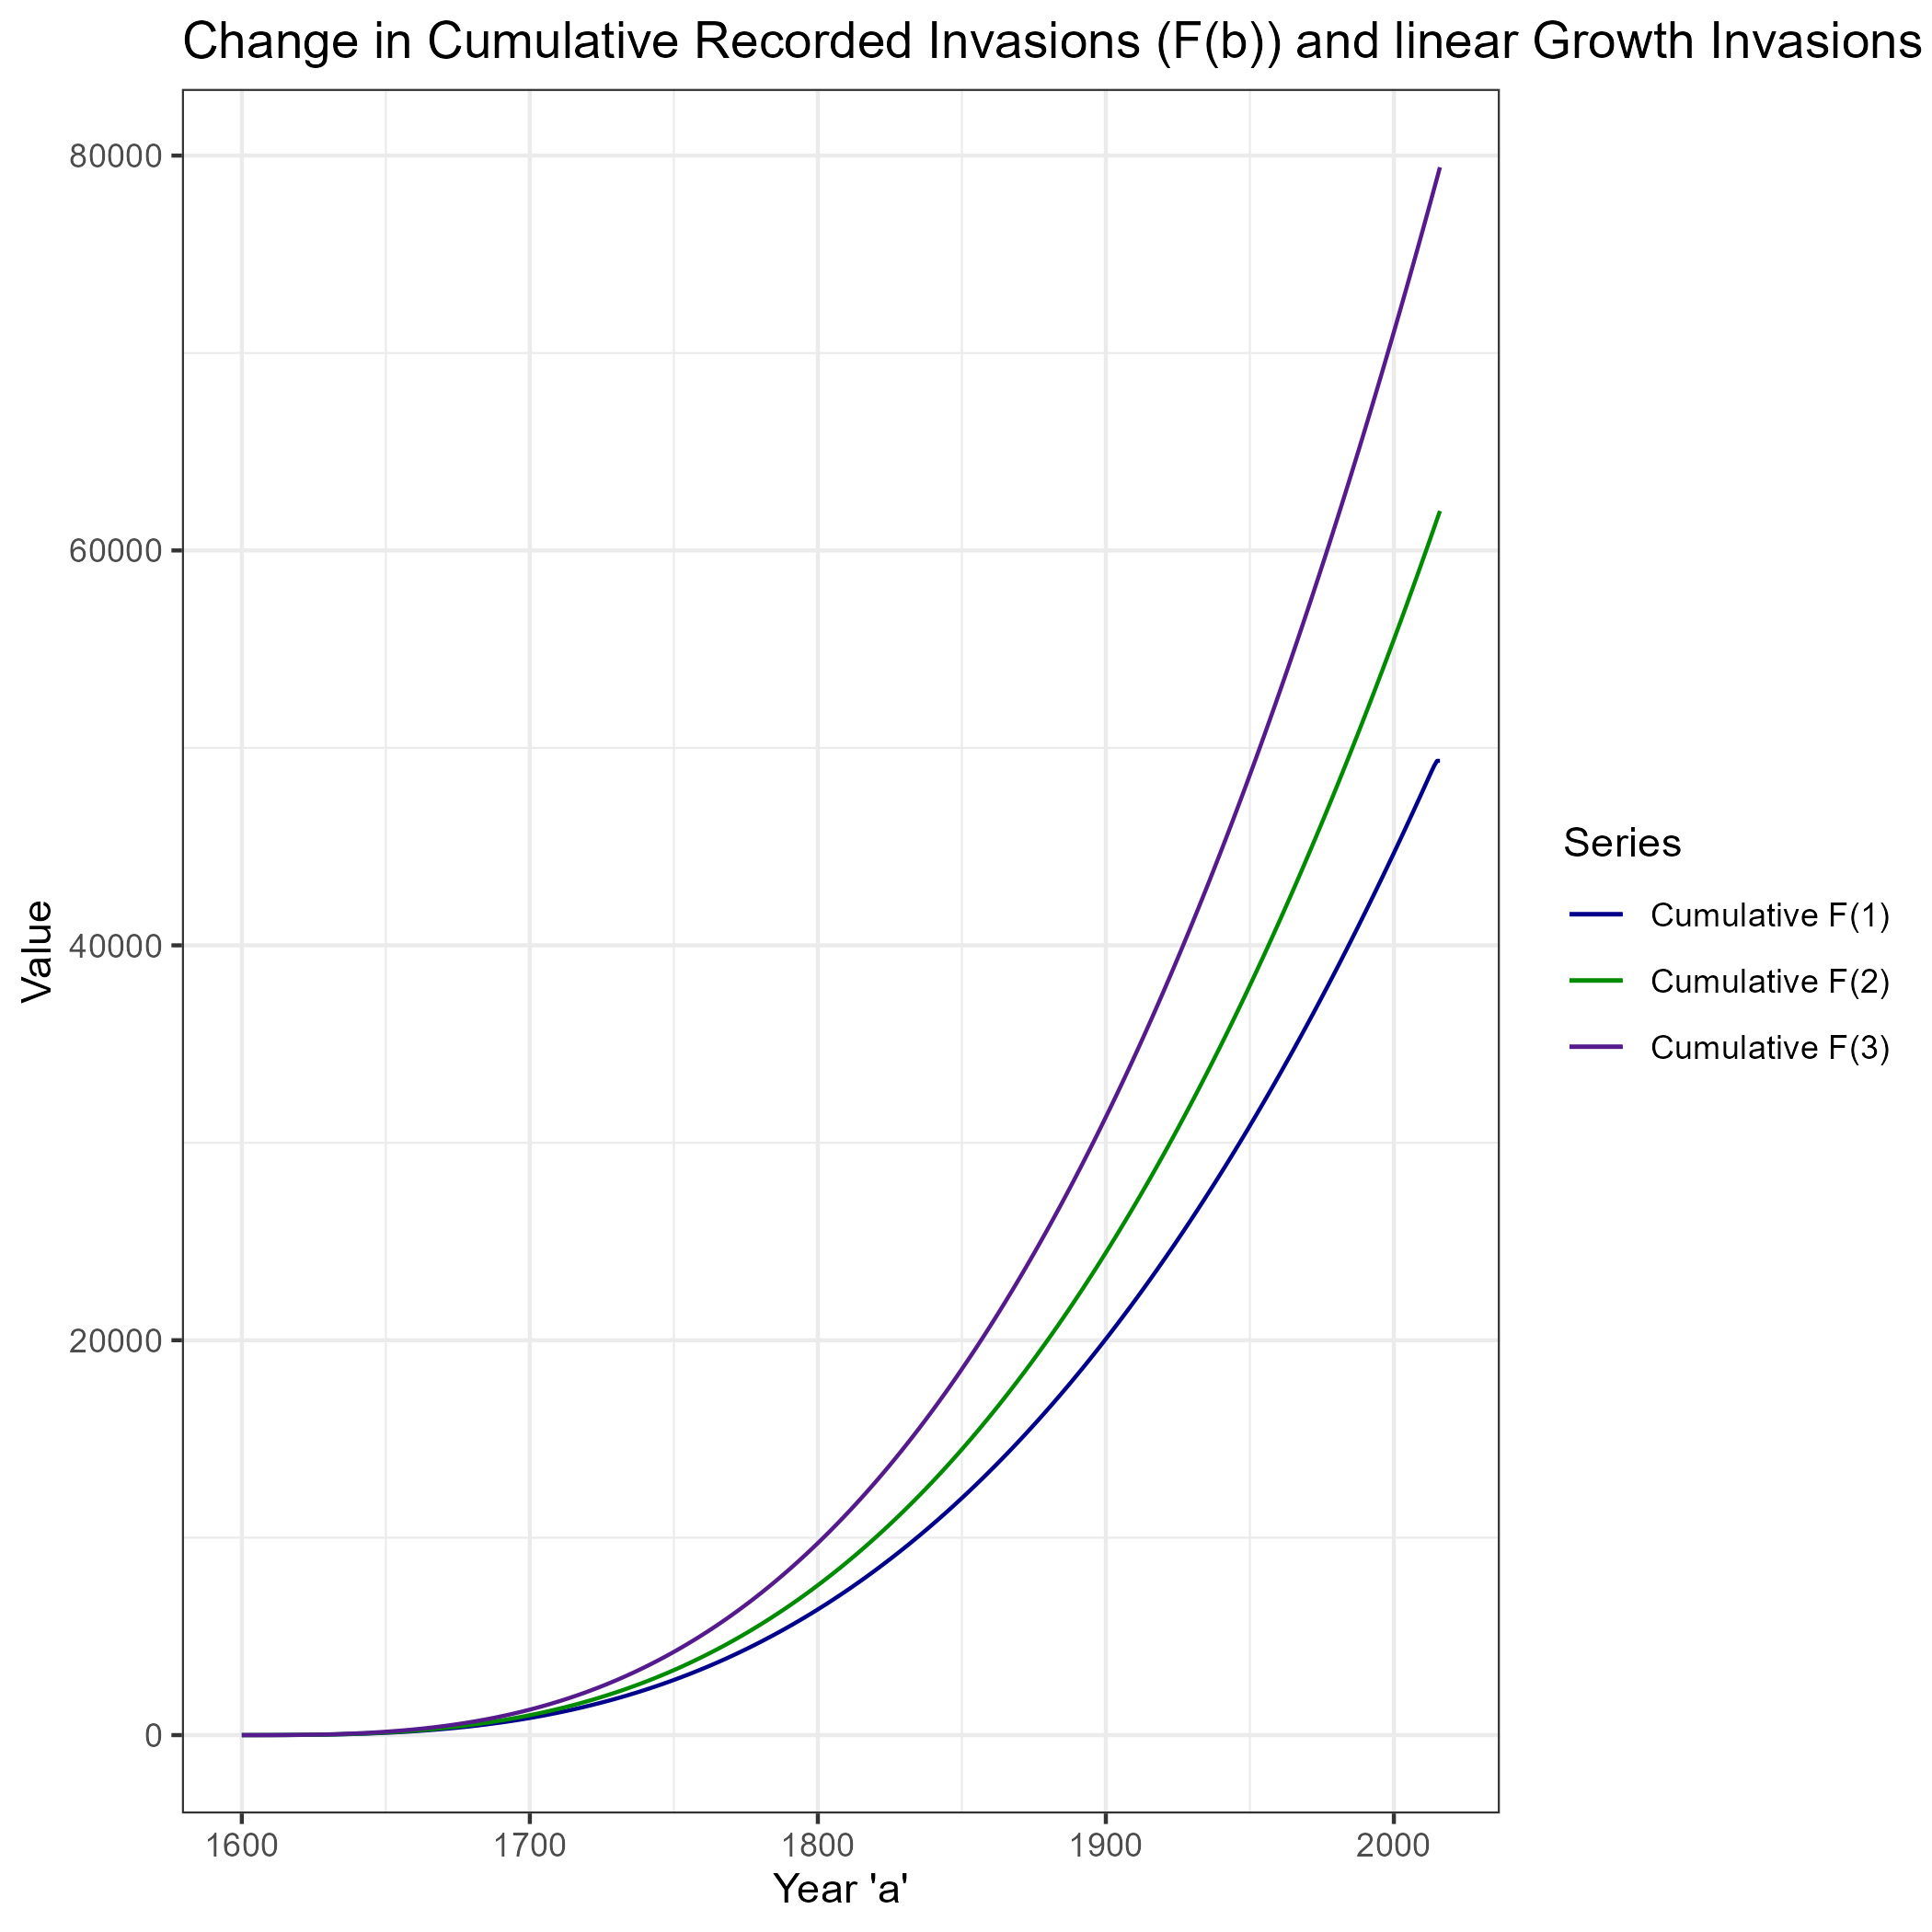 Change in Cumulative Recorded Invasions (F(b)) and linear Growth Invasions
80000
60000
40000
20000
0
Value
1600 1700 1800 1900 2000
Year 'a'
Series
Cumulative F(1)
Cumulative F(2)
Cumulative F(3)